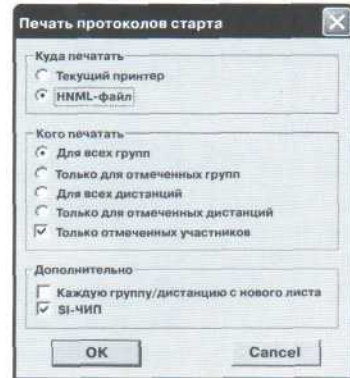 Печать протоколов старта
Куда печатать
Текущий принтер
HNML-файл
Кого печатать
Для всех групп
Только для отмеченных групп
Для всех дистанций
Только для отмеченных дистанций
Только отмеченных участников
Дополнительно
Каждую группу/дистанцию с нового листа
SI-ЧИП
OK
Cancel